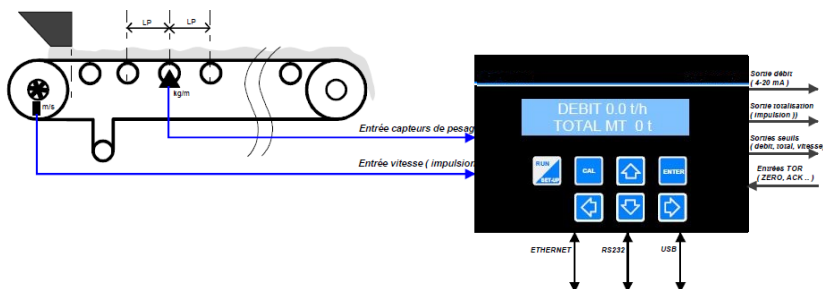 LP LP
m/s
kg/m
Entrée capteurs de pesag
Entrée vitesse ( impulsion
DEBIT 0.0 t/h
TOTAL MT 0 t
RUN
SET-UP
CAL
ENTER
Sortie débit
( 4-20 mA )
Sortie totalisation
( impulsion ))
Sorties seuils
( debit, total, vitesse)
Entrées TOR
( ZERO, ACK .. )
ETHERNET RS232 USB